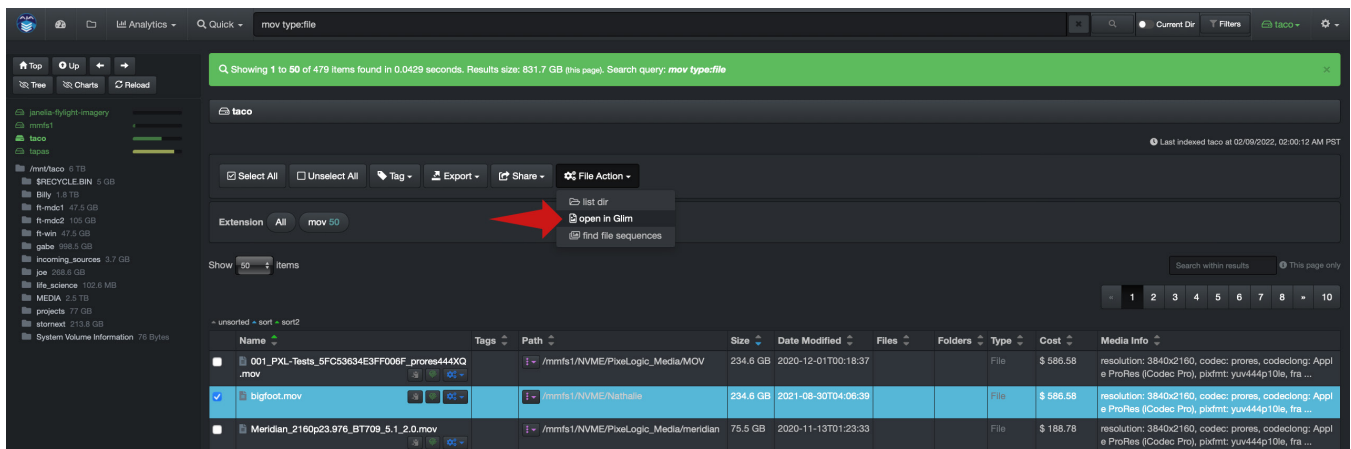 Analytics
Quick
mov type:file
Current Dir
Filters
taco
Top Up
Tree Charts Reload
janelia-flylight-imagery
mmfs1
taco
tapas
/mnt/taco 6 TB
$RECYCLE.BIN 5 GB
Billy 1.8 TB
ft-mdc1 47.5 GB
ft-mdc2 105 GB
ft-win 47.5 GB
gabe 998.5 GB
incoming_sources 3.7 GB
joe 268.6 GB
life_science 102.6 MB
MEDIA 2.5 TB
projects 77 GB
stornext 213.8 GB
System Volume Information 76 Bytes
Showing 1 to 50 of 479 items found in 0.0429 seconds. Results size: 831.7 GB (this page). Search query: mov type:file ×
taco
Last indexed taco at 02/09/2022, 02:00:12 AM PST
Select All Unselect All Tag Export Share File Action
list dir
open in Glim
find file sequences
Extension All mov 50
Show 50 items
Search within results This page only
« 1 2 3 4 5 6 7 8 » 10
unsorted sort sort2
Name Tags Path Size Date Modified Files Folders Type Cost Media Info
001_PXL-Tests_5FC53634E3FF006F_prores444XQ
.mov
/mmfs1/NVME/PixeLogic_Media/MOV 234.6 GB 2020-12-01T00:18:37 File $ 586.58
resolution: 3840x2160, codec: prores, codeclong: Appl
e ProRes (iCodec Pro), pixfmt: yuv444p10le, fra ...
bigfoot.mov /mmfs1/NVME/Nathaile 234.6 GB 2021-08-30T04:06:39 File $ 586.58
resolution: 3840x2160, codec: prores, codeclong: Appl
e ProRes (iCodec Pro), pixfmt: yuv444p10le, fra ...
Meridian_2160p23.976_BT709_5.1_2.0.mov /mmfs1/NVME/PixeLogic_Media/meridian 75.5 GB 2020-11-13T01:23:33 File $ 188.78
resolution: 3840x2160, codec: prores, codeclong: Appl
e ProRes (iCodec Pro), pixfmt: yuv444p10le, fra ...